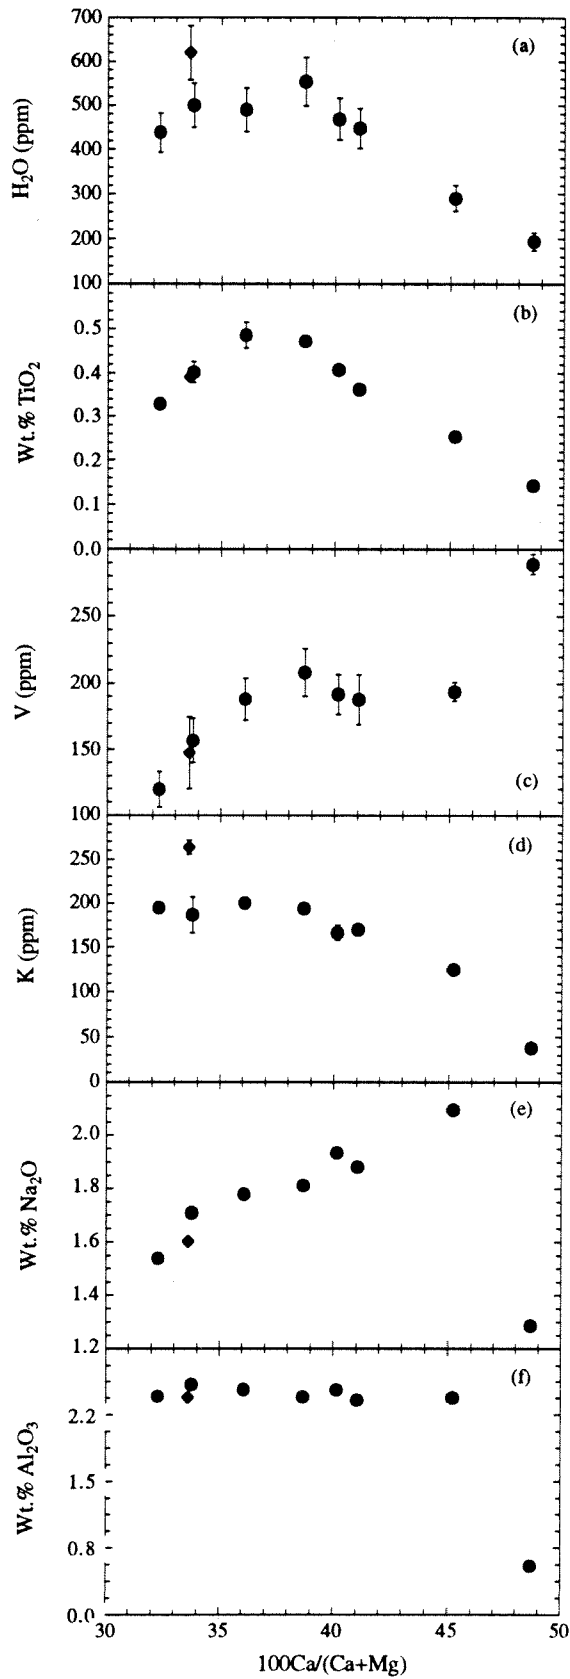 700
600
500
400
300
200
100
H₂O (ppm)
(a)
0.5
0.4
0.3
0.2
0.1
0.0
Wt.% TiO₂
(b)
250
200
150
100
V (ppm)
(c)
250
200
150
100
50
0
K (ppm)
(d)
2.0
1.8
1.6
1.4
1.2
Wt.% Na₂O
(e)
2.2
1.5
0.8
0.0
Wt.% Al₂O₃
(f)
30 35 40 45 50
100Ca/(Ca+Mg)